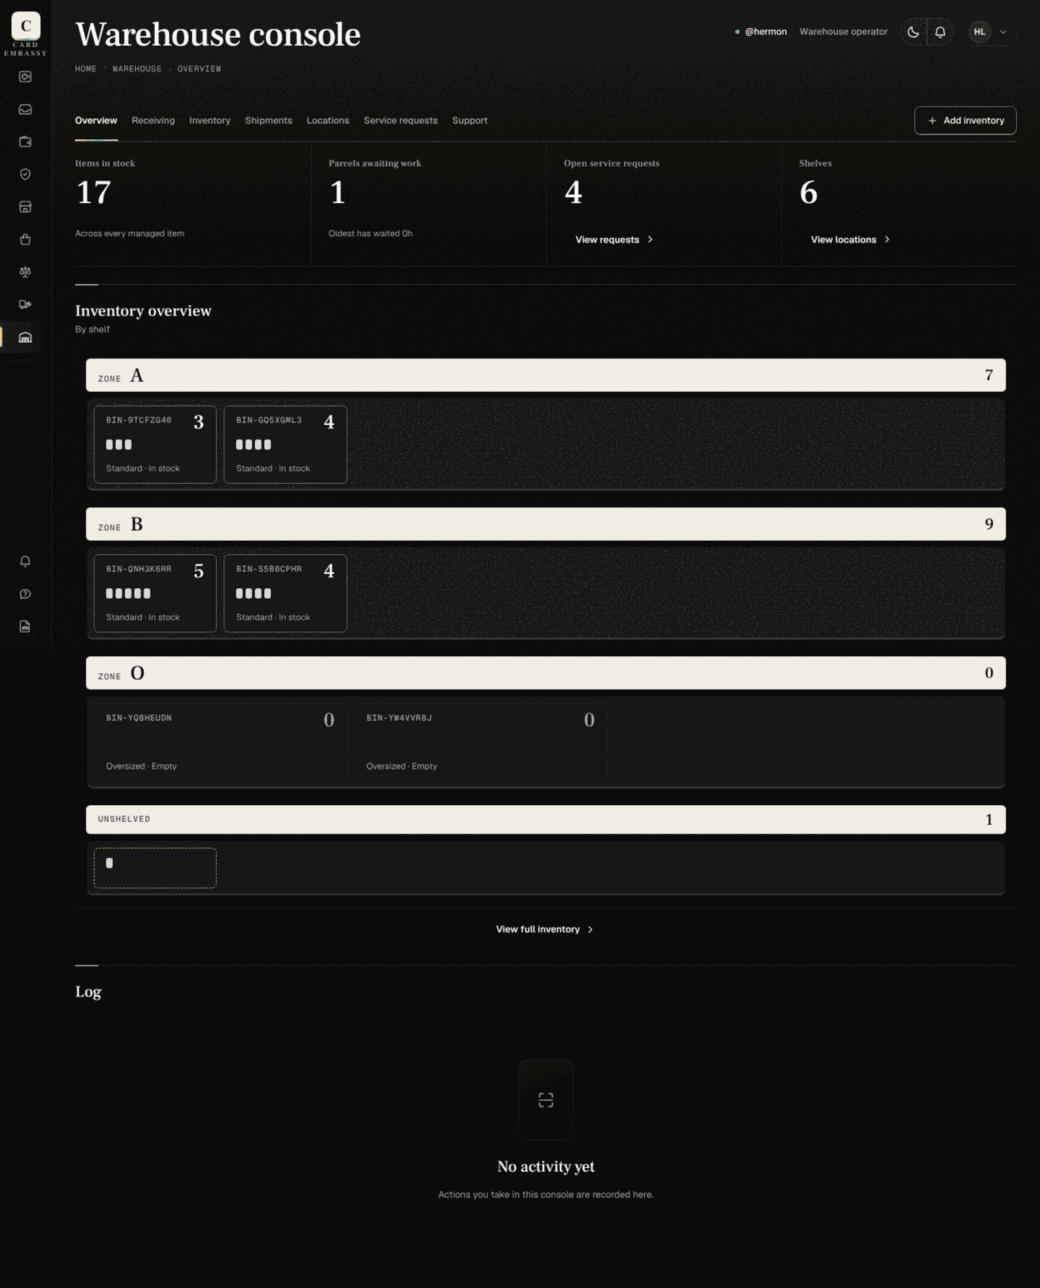 C
CARD
EMBASSY
Warehouse console
@hermon Warehouse operator HL
HOME WAREHOUSE OVERVIEW
Overview Receiving Inventory Shipments Locations Service requests Support
+ Add inventory
Items in stock
17
Across every managed item
Parcels awaiting work
1
Oldest has waited 0h
Open service requests
4
View requests >
Shelves
6
View locations >
Inventory overview
By shelf
ZONE A 7
BIN-9TCFZG46 3
Standard · In stock
BIN-GQ5XGML3 4
Standard · In stock
ZONE B 9
BIN-QNH3K6RR 5
Standard · In stock
BIN-S5B6CPHR 4
Standard · In stock
ZONE O 0
BIN-YQ8HEUDN 0
Oversized · Empty
BIN-YW4VVR8J 0
Oversized · Empty
UNSHELVED 1
View full inventory >
Log
No activity yet
Actions you take in this console are recorded here.